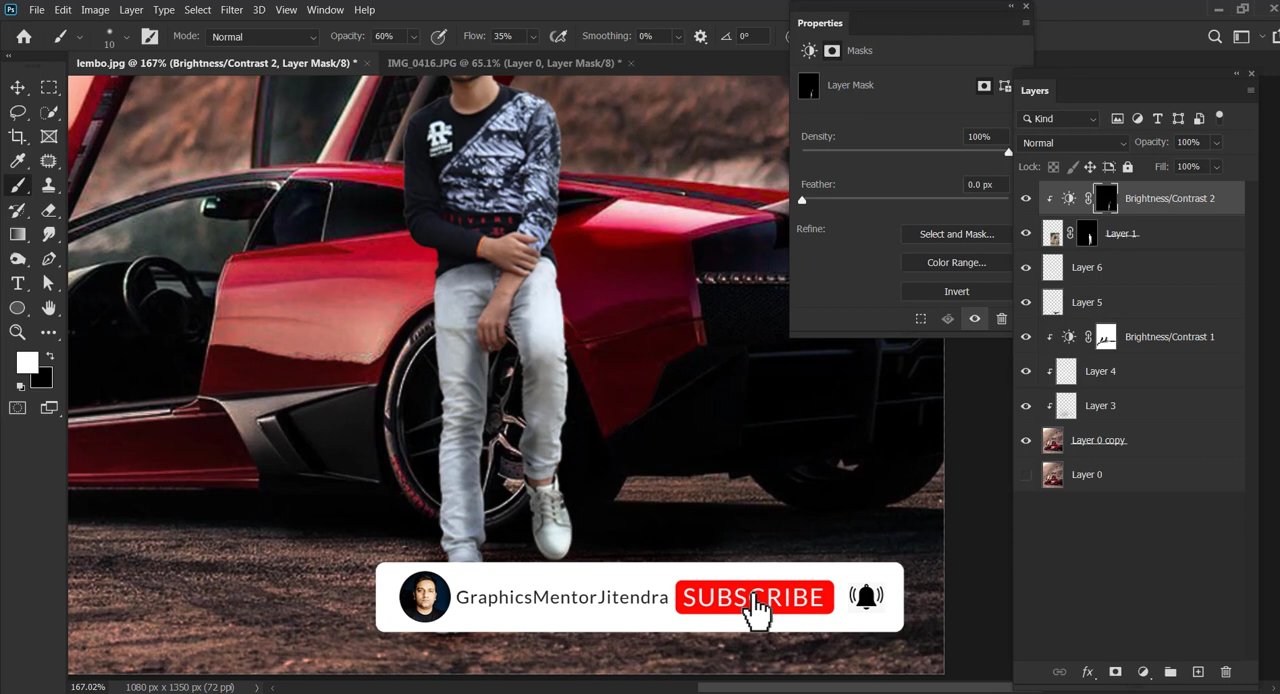 Ps File Edit Image Layer Type Select Filter 3D View Window Help
10 Mode: Normal Opacity: 60% Flow: 35% Smoothing: 0% 0°
lembo.jpg @ 167% (Brightness/Contrast 2, Layer Mask/8) * × IMG_0416.JPG @ 65.1% (Layer 0, Layer Mask/8) * ×
Properties
Masks
Layer Mask
Density: 100%
Feather: 0.0 px
Refine: Select and Mask...
Color Range...
Invert
Layers
Kind
Normal Opacity: 100%
Lock: Fill: 100%
Brightness/Contrast 2
Layer 1
Layer 6
Layer 5
Brightness/Contrast 1
Layer 4
Layer 3
Layer 0 copy
Layer 0
GraphicsMentorJitendra SUBSCRIBE
167.02% 1080 px x 1350 px (72 ppi)